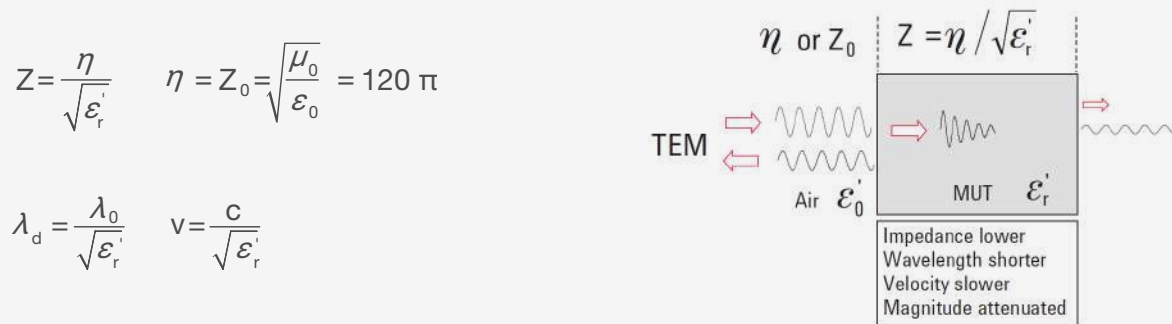 Z = η / √ε'r    η = Z₀ = √(μ₀ / ε₀) = 120 π
λd = λ₀ / √ε'r    v = c / √ε'r
η or Z₀    Z = η / √ε'r
TEM
Air ε'₀    MUT    ε'r
Impedance lower
Wavelength shorter
Velocity slower
Magnitude attenuated